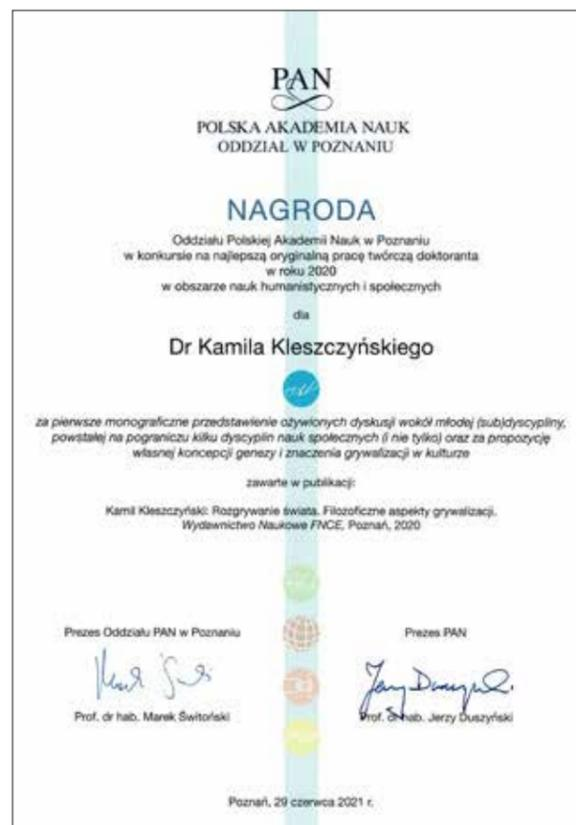 PAN
POLSKA AKADEMIA NAUK
ODDZIAŁ W POZNANIU
NAGRODA
Oddziału Polskiej Akademii Nauk w Poznaniu
w konkursie na najlepszą oryginalną pracę twórczą doktoranta
w roku 2020
w obszarze nauk humanistycznych i społecznych
dla
Dr Kamila Kleszczyńskiego
za pierwsze monograficzne przedstawienie ożywionych dyskusji wokół młodej (sub)dyscypliny,
powstałej na pograniczu kilku dyscyplin nauk społecznych (i nie tylko) oraz za propozycję
własnej koncepcji genezy i znaczenia grywalizacji w kulturze
zawarte w publikacji:
Kamil Kleszczyński: Rozgrywanie świata. Filozoficzne aspekty grywalizacji.
Wydawnictwo Naukowe FNCE, Poznań, 2020
Prezes Oddziału PAN w Poznaniu
Prezes PAN
Prof. dr hab. Marek Świtoński
Prof. dr hab. Jerzy Duszyński
Poznań, 29 czerwca 2021 r.